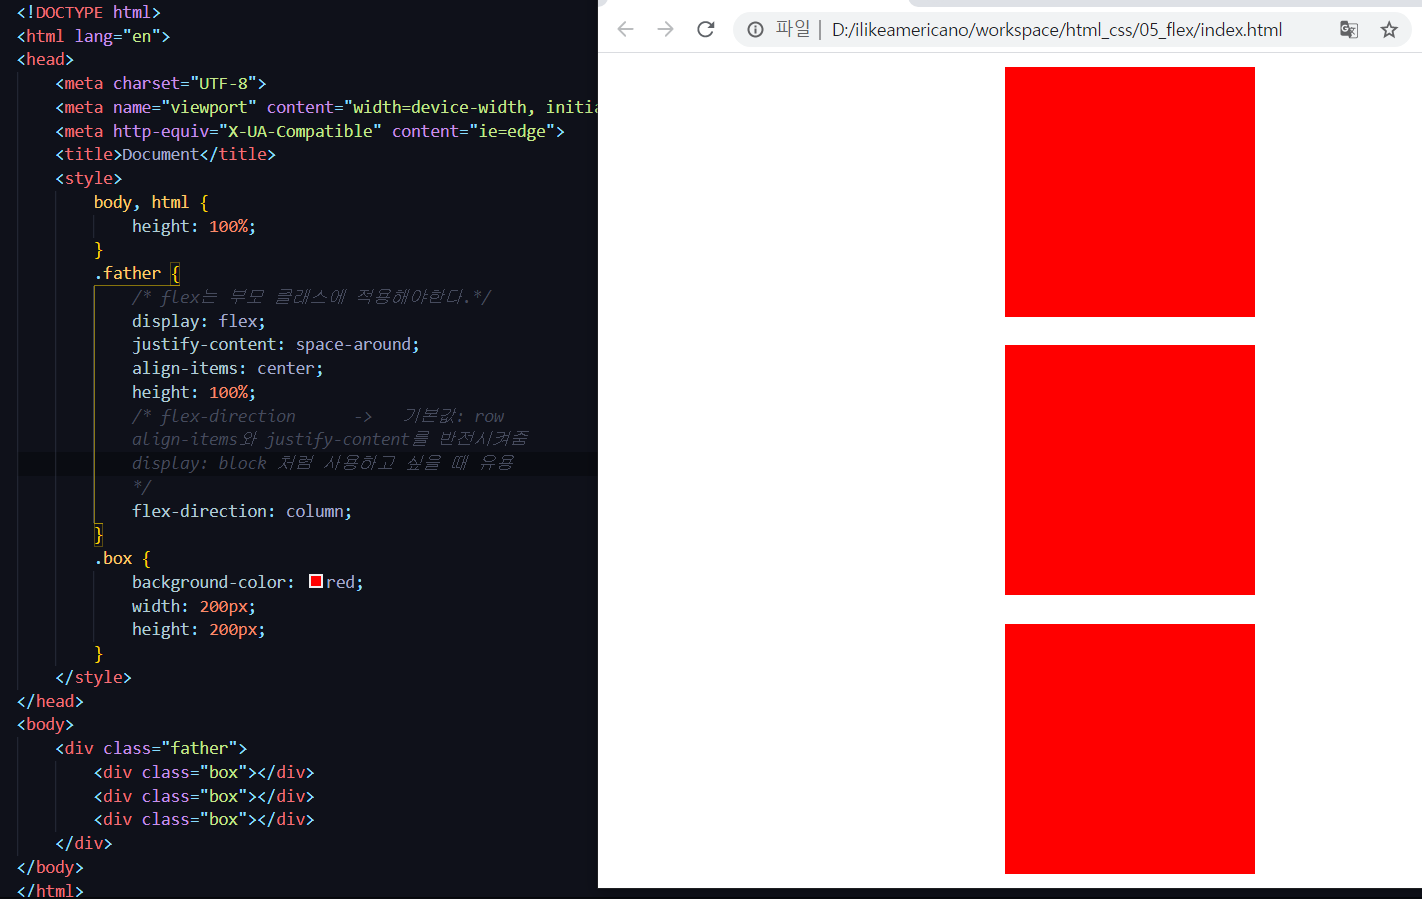 <!DOCTYPE html>
<html lang="en">
<head>
<meta charset="UTF-8">
<meta name="viewport" content="width=device-width, initia
<meta http-equiv="X-UA-Compatible" content="ie=edge">
<title>Document</title>
<style>
body, html {
height: 100%;
}
.father {
/* flex는 부모 클래스에 적용해야한다.*/
display: flex;
justify-content: space-around;
align-items: center;
height: 100%;
/* flex-direction -> 기본값: row
align-items와 justify-content를 반전시켜줌
display: block 처럼 사용하고 싶을 때 유용
*/
flex-direction: column;
}
.box {
background-color: red;
width: 200px;
height: 200px;
}
</style>
</head>
<body>
<div class="father">
<div class="box"></div>
<div class="box"></div>
<div class="box"></div>
</div>
</body>
</html>
파일 | D:/ilikeamericano/workspace/html_css/05_flex/index.html